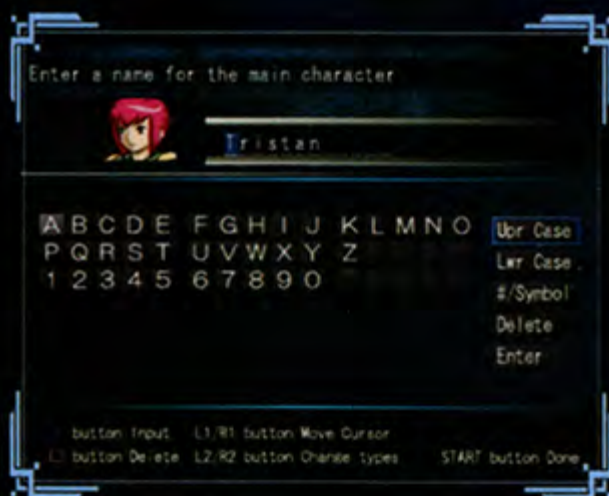 Enter a name for the main character
Tristan
A B C D E F G H I J K L M N O
P Q R S T U V W X Y Z
1 2 3 4 5 6 7 8 9 0
Upr Case
Lwr Case
#/Symbol
Delete
Enter
button Input L1/R1 button Move Cursor
□ button Delete L2/R2 button Change types START button Done